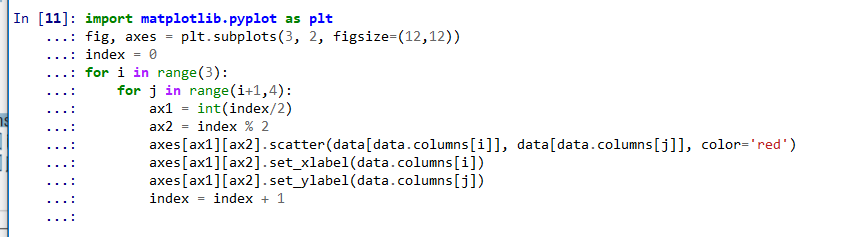 In [11]: import matplotlib.pyplot as plt
    ...: fig, axes = plt.subplots(3, 2, figsize=(12,12))
    ...: index = 0
    ...: for i in range(3):
    ...:     for j in range(i+1,4):
    ...:         ax1 = int(index/2)
    ...:         ax2 = index % 2
    ...:         axes[ax1][ax2].scatter(data[data.columns[i]], data[data.columns[j]], color='red')
    ...:         axes[ax1][ax2].set_xlabel(data.columns[i])
    ...:         axes[ax1][ax2].set_ylabel(data.columns[j])
    ...:         index = index + 1
    ...: